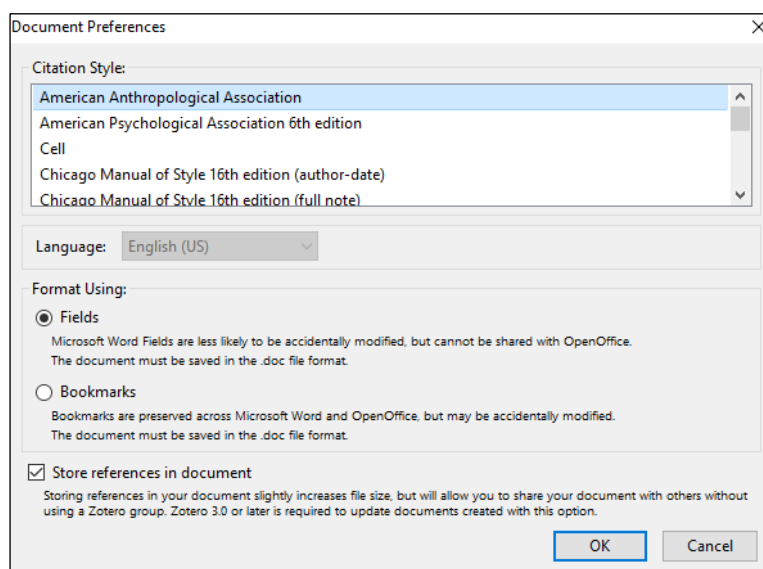 Document Preferences
Citation Style:
American Anthropological Association
American Psychological Association 6th edition
Cell
Chicago Manual of Style 16th edition (author-date)
Chicago Manual of Style 16th edition (full note)
Language: English (US)
Format Using:
Fields
Microsoft Word Fields are less likely to be accidentally modified, but cannot be shared with OpenOffice.
The document must be saved in the .doc file format.
Bookmarks
Bookmarks are preserved across Microsoft Word and OpenOffice, but may be accidentally modified.
The document must be saved in the .doc file format.
Store references in document
Storing references in your document slightly increases file size, but will allow you to share your document with others without
using a Zotero group. Zotero 3.0 or later is required to update documents created with this option.
OK Cancel